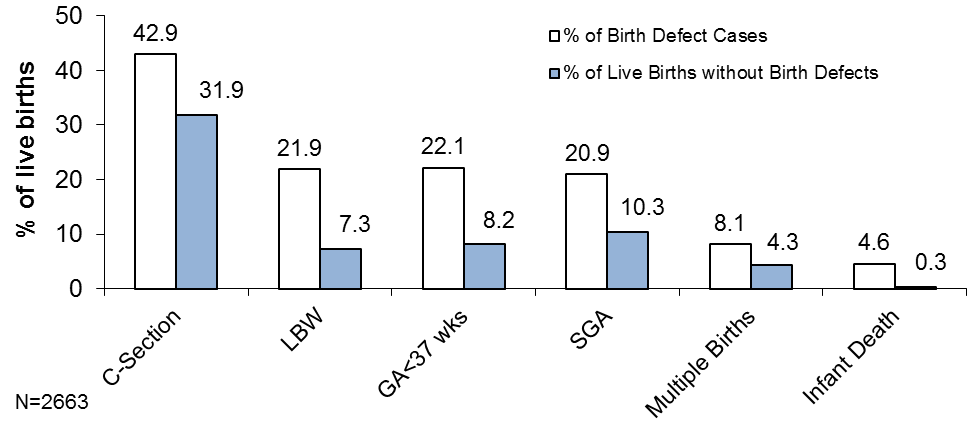 % of live births
50
40
30
20
10
0
% of Birth Defect Cases
% of Live Births without Birth Defects
42.9
31.9
21.9
7.3
22.1
8.2
20.9
10.3
8.1
4.3
4.6
0.3
C-Section
LBW
GA<37 wks
SGA
Multiple Births
Infant Death
N=2663